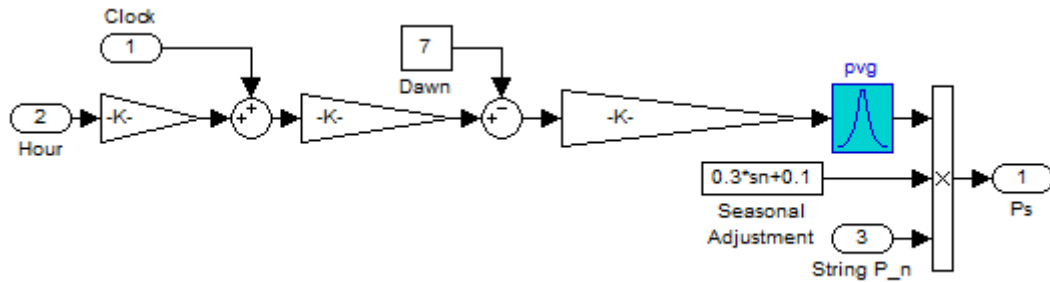 Clock
1
7
Dawn
pvg
2
Hour
-K-
+
+
-K-
+
−
-K-
0.3*sn+0.1
Seasonal
Adjustment
×
1
Ps
3
String P_n